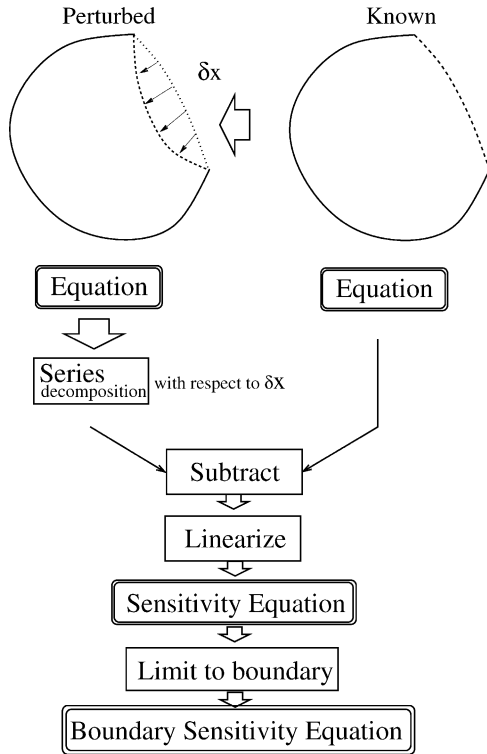 Perturbed
Known
δx
Equation
Equation
Series
decomposition
with respect to δx
Subtract
Linearize
Sensitivity Equation
Limit to boundary
Boundary Sensitivity Equation